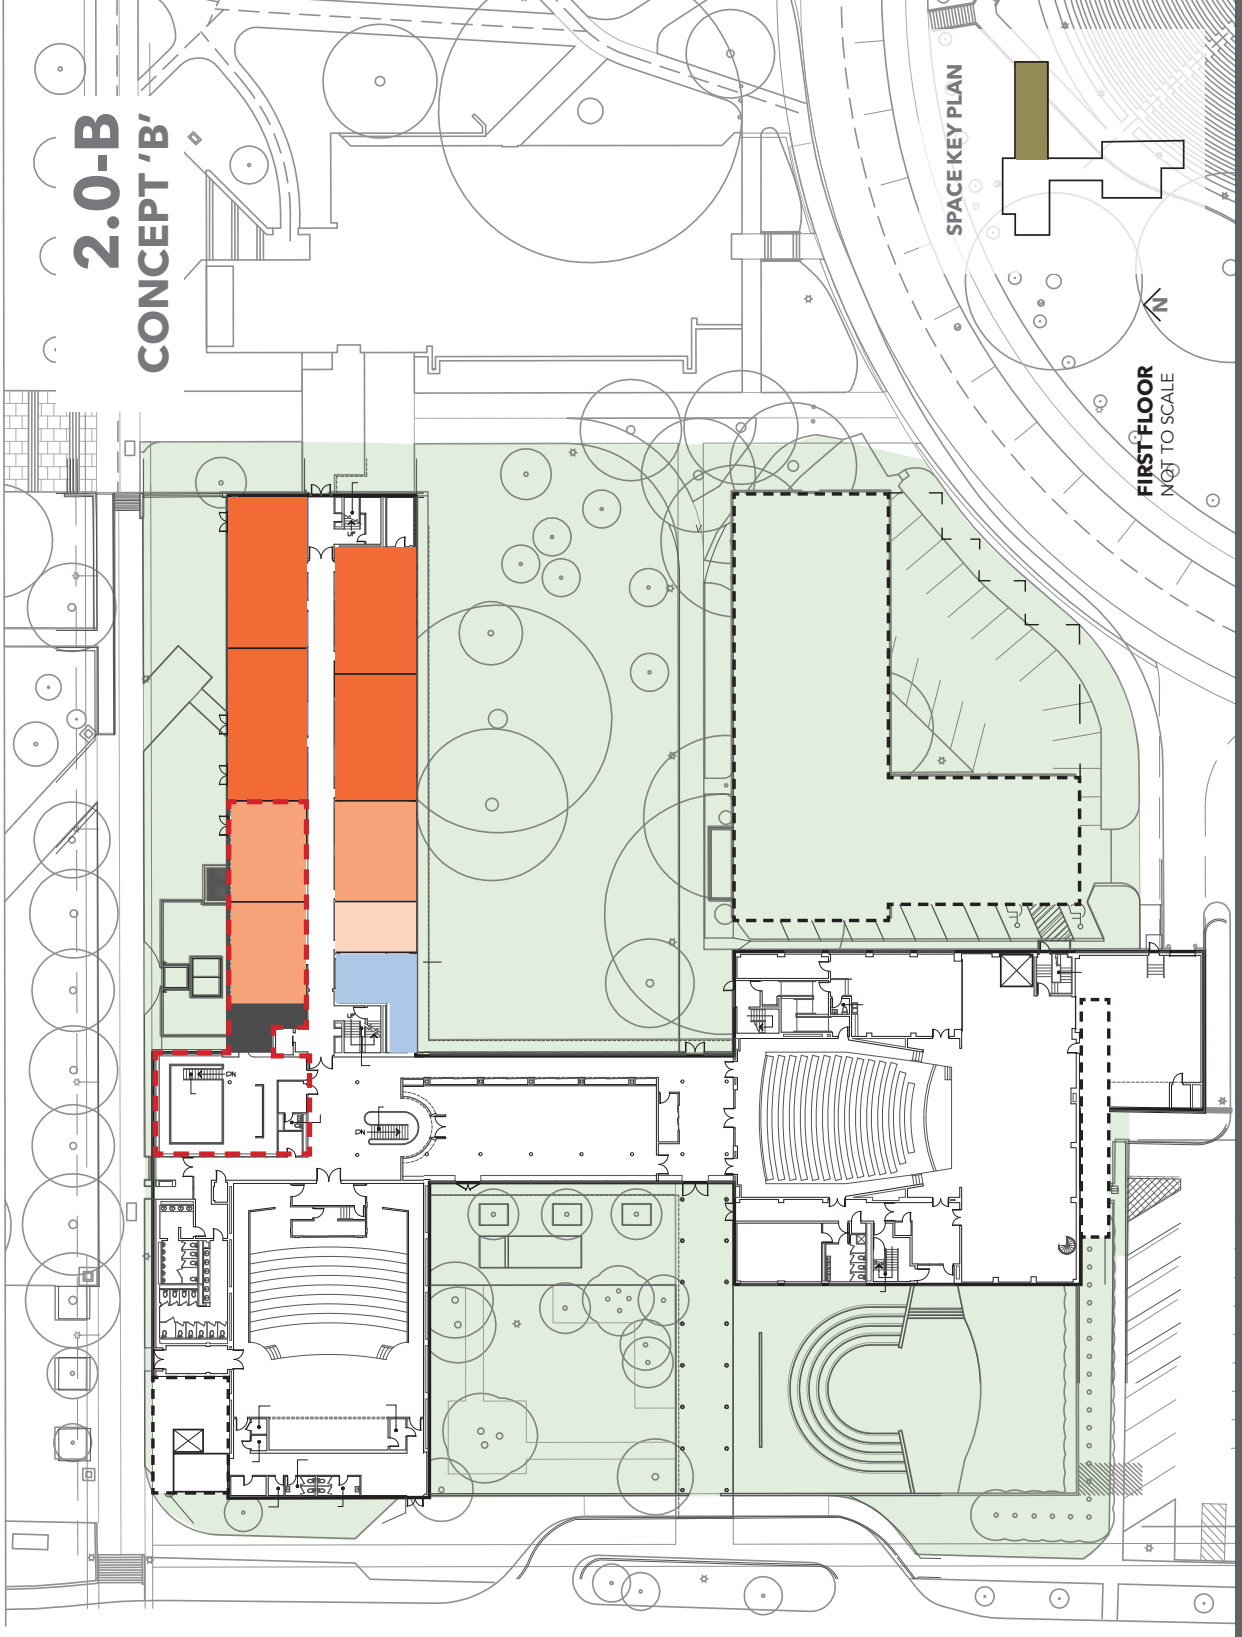 2.0-B
CONCEPT ‘B’
SPACE KEY PLAN
N
FIRST FLOOR
NOT TO SCALE
UP
UP
DN
DN